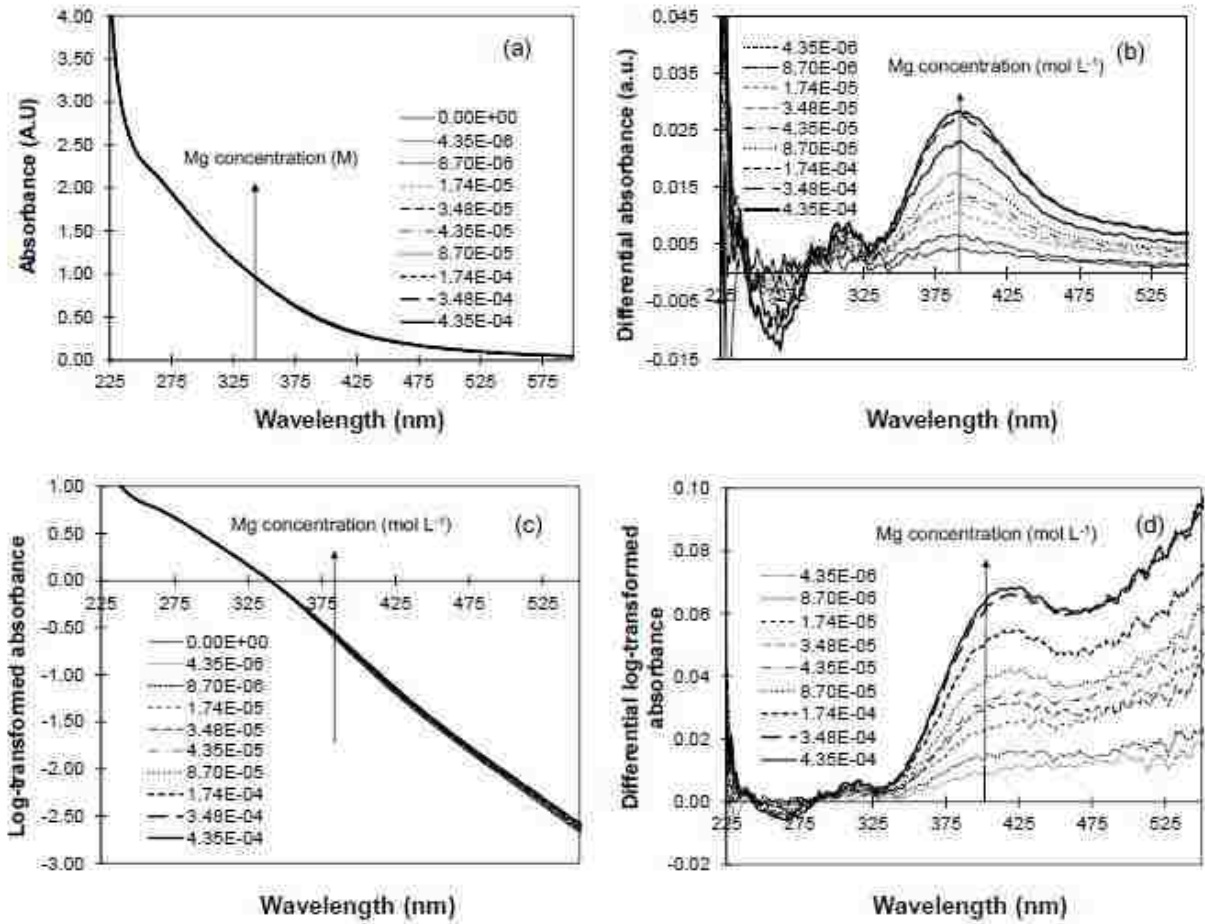 (a)
Absorbance (A.U)
4.00
3.50
3.00
2.50
2.00
1.50
1.00
0.50
0.00
Mg concentration (M)
0.00E+00
4.35E-06
8.70E-06
1.74E-05
3.48E-05
4.35E-05
8.70E-05
1.74E-04
3.48E-04
4.35E-04
225 275 325 375 425 475 525 575
Wavelength (nm)
(b)
Differential absorbance (a.u.)
0.045
0.035
0.025
0.015
0.005
-0.005
-0.015
Mg concentration (mol L⁻¹)
4.35E-06
8.70E-06
1.74E-05
3.48E-05
4.35E-05
8.70E-05
1.74E-04
3.48E-04
4.35E-04
225 275 325 375 425 475 525
Wavelength (nm)
(c)
Log-transformed absorbance
1.00
0.50
0.00
-0.50
-1.00
-1.50
-2.00
-2.50
-3.00
Mg concentration (mol L⁻¹)
225 275 325 375 425 475 525
0.00E+00
4.35E-06
8.70E-06
1.74E-05
3.48E-05
4.35E-05
8.70E-05
1.74E-04
3.48E-04
4.35E-04
Wavelength (nm)
(d)
Differential log-transformed
absorbance
0.10
0.08
0.06
0.04
0.02
0.00
-0.02
Mg concentration (mol L⁻¹)
4.35E-06
8.70E-06
1.74E-05
3.48E-05
4.35E-05
8.70E-05
1.74E-04
3.48E-04
4.35E-04
225 275 325 375 425 475 525
Wavelength (nm)